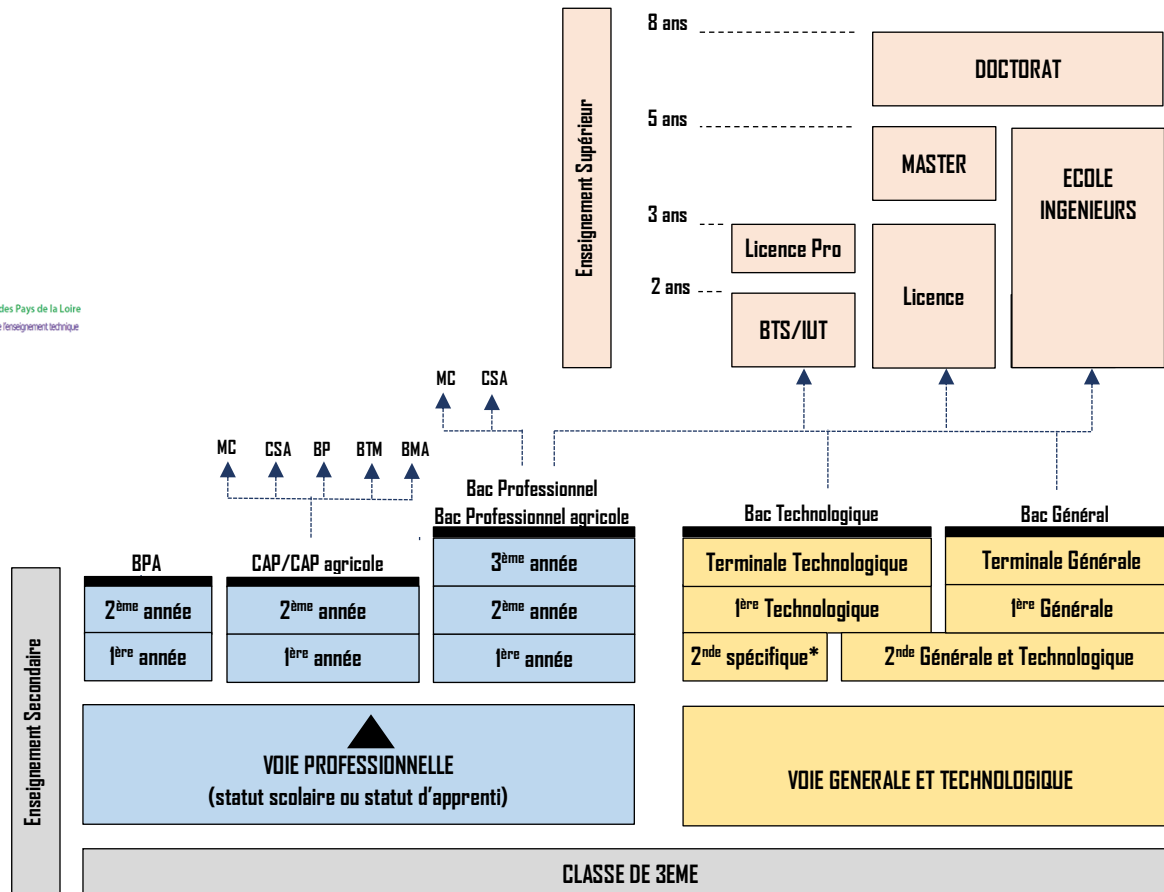 8 ans
DOCTORAT
5 ans
MASTER
ECOLE
INGENIEURS
Enseignement Supérieur
3 ans
Licence Pro
2 ans
Licence
BTS/IUT
des Pays de la Loire
e l'enseignement technique
MC CSA
MC CSA BP BTM BMA
Bac Professionnel
Bac Professionnel agricole
Bac Technologique
Bac Général
BPA
CAP/CAP agricole
3ème année
Terminale Technologique
Terminale Générale
2ème année
2ème année
2ème année
1ère Technologique
1ère Générale
1ère année
1ère année
1ère année
2nde spécifique*
2nde Générale et Technologique
Enseignement Secondaire
VOIE PROFESSIONNELLE
(statut scolaire ou statut d'apprenti)
VOIE GENERALE ET TECHNOLOGIQUE
CLASSE DE 3EME